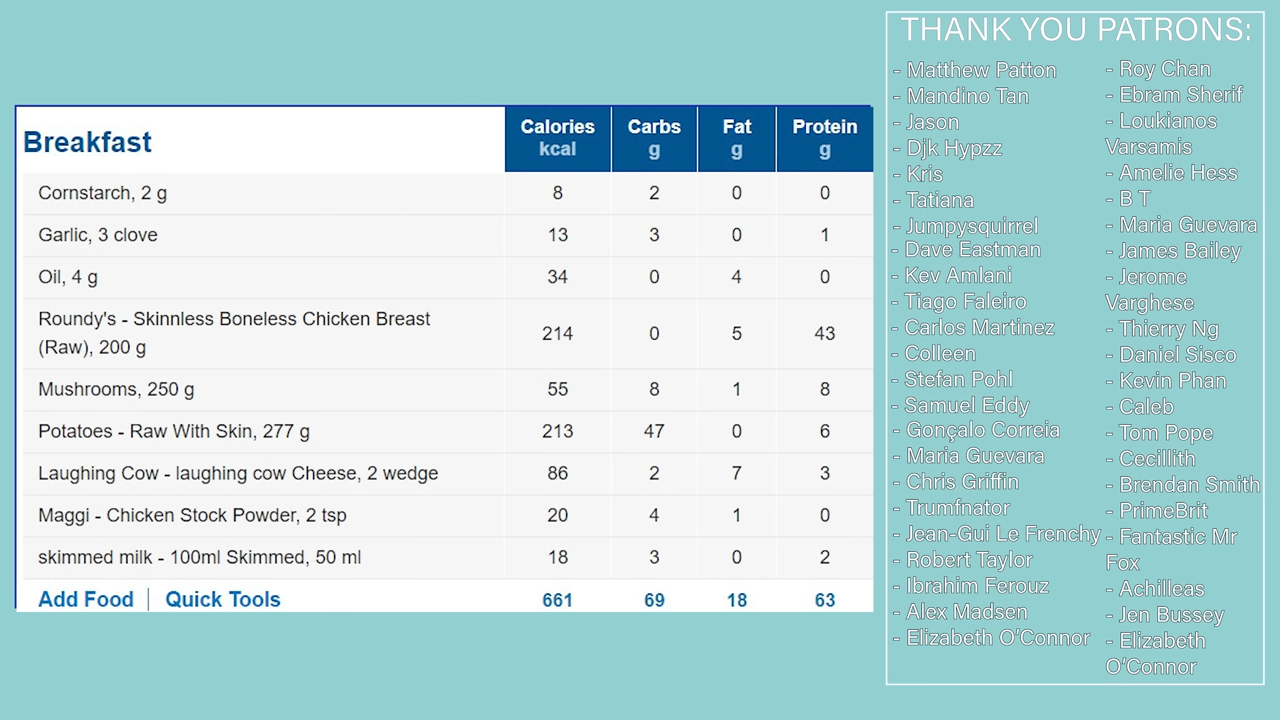 Breakfast
Calories Carbs Fat Protein
kcal g g g
Cornstarch, 2 g 8 2 0 0
Garlic, 3 clove 13 3 0 1
Oil, 4 g 34 0 4 0
Roundy's - Skinnless Boneless Chicken Breast
(Raw), 200 g 214 0 5 43
Mushrooms, 250 g 55 8 1 8
Potatoes - Raw With Skin, 277 g 213 47 0 6
Laughing Cow - laughing cow Cheese, 2 wedge 86 2 7 3
Maggi - Chicken Stock Powder, 2 tsp 20 4 1 0
skimmed milk - 100ml Skimmed, 50 ml 18 3 0 2
Add Food | Quick Tools 661 69 18 63
THANK YOU PATRONS:
- Matthew Patton
- Mandino Tan
- Jason
- Djk Hypzz
- Kris
- Tatiana
- Jumpysquirrel
- Dave Eastman
- Kev Amlani
- Tiago Faleiro
- Carlos Martinez
- Colleen
- Stefan Pohl
- Samuel Eddy
- Gonçalo Correia
- Maria Guevara
- Chris Griffin
- Trumfnator
- Jean-Gui Le Frenchy
- Robert Taylor
- Ibrahim Ferouz
- Alex Madsen
- Elizabeth O'Connor
- Roy Chan
- Ebram Sherif
- Loukianos
Varsamis
- Amelie Hess
- B T
- Maria Guevara
- James Bailey
- Jerome
Varghese
- Thierry Ng
- Daniel Sisco
- Kevin Phan
- Caleb
- Tom Pope
- Cecillith
- Brendan Smith
- PrimeBrit
- Fantastic Mr
Fox
- Achilleas
- Jen Bussey
- Elizabeth
O'Connor